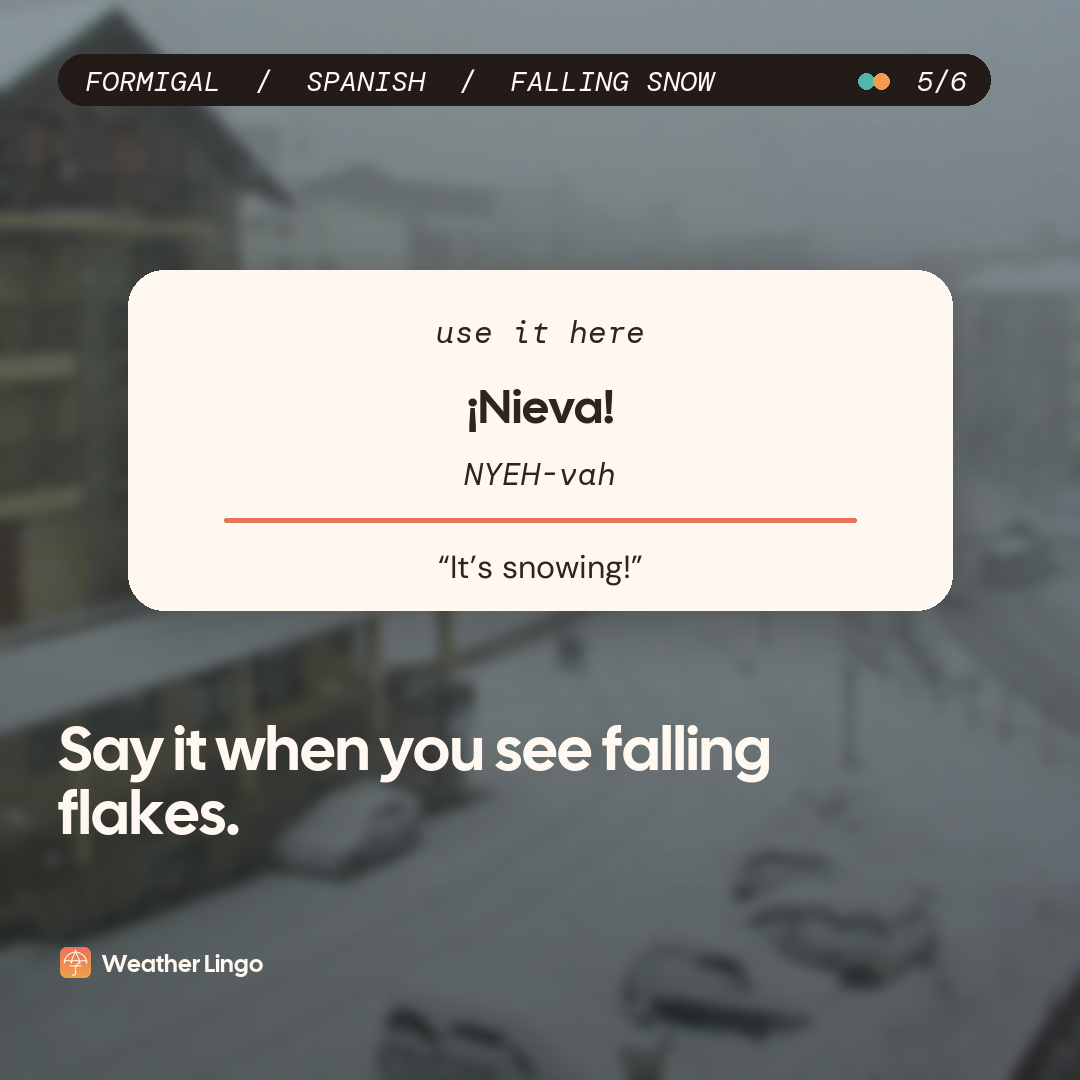 FORMIGAL / SPANISH / FALLING SNOW 5/6
use it here
¡Nieva!
NYEH-vah
“It’s snowing!”
Say it when you see falling
flakes.
Weather Lingo